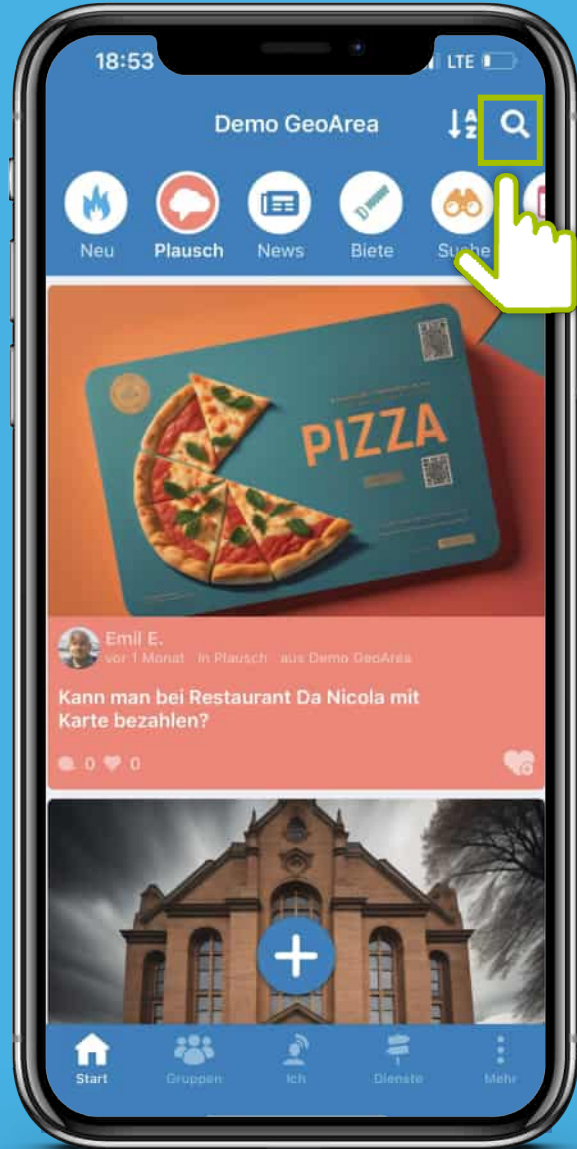 18:53
LTE
Demo GeoArea
A
Z
Neu
Plausch
News
Biete
Suche
PIZZA
Emil E.
vor 1 Monat in Plausch aus Demo GeoArea
Kann man bei Restaurant Da Nicola mit
Karte bezahlen?
0
0
Start
Gruppen
Ich
Dienste
Mehr